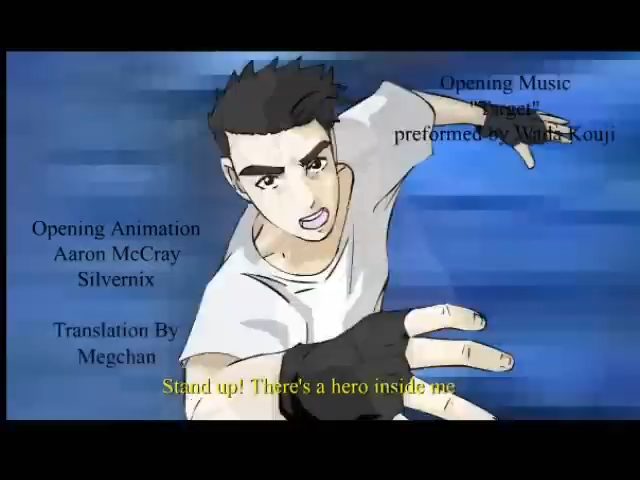 Opening Music
"Target"
preformed by Wada Kouji
Opening Animation
Aaron McCray
Silvernix
Translation By
Megchan
Stand up! There's a hero inside me